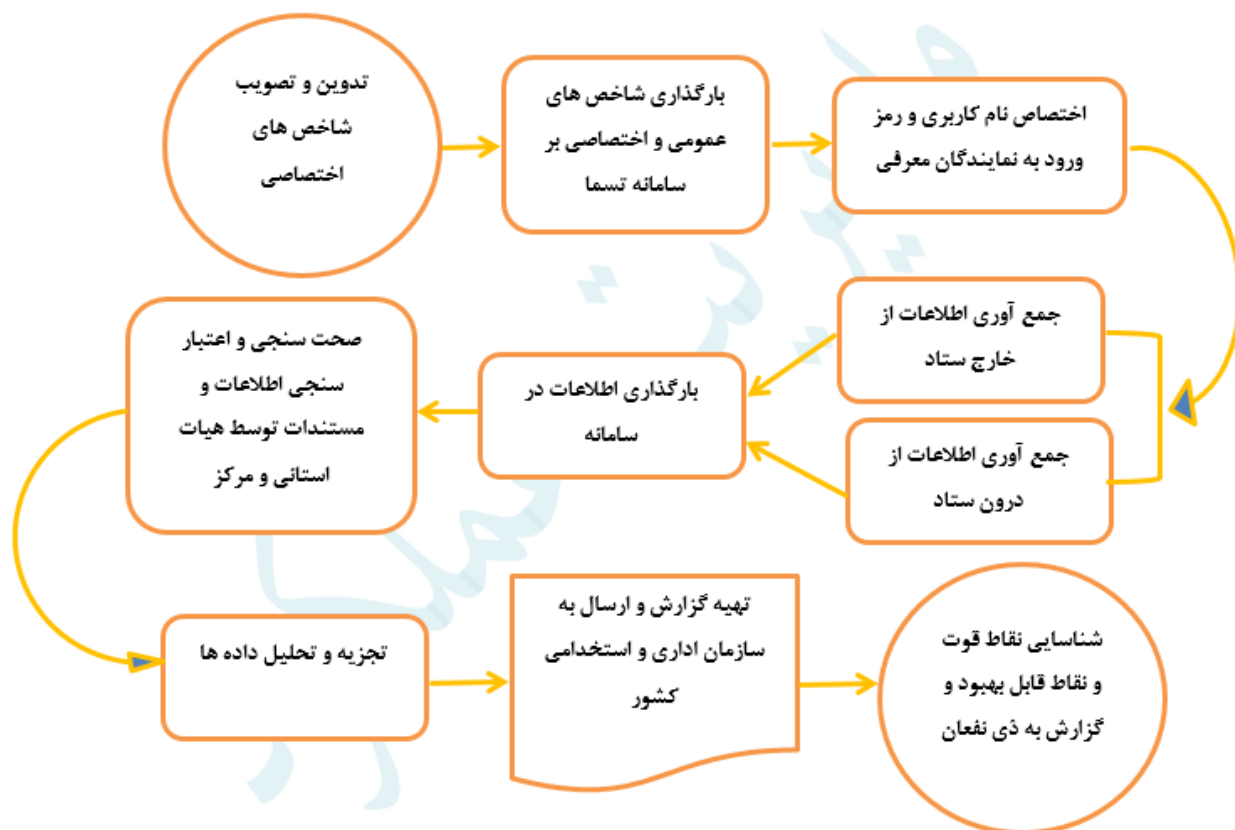 تدوین و تصویب
شاخص های
اختصاصی
بارگذاری شاخص های
عمومی و اختصاصی بر
سامانه تسما
اختصاص نام کاربری و رمز
ورود به نمایندگان معرفی
جمع آوری اطلاعات از
خارج ستاد
جمع آوری اطلاعات از
درون ستاد
بارگذاری اطلاعات در
سامانه
صحت سنجی و اعتبار
سنجی اطلاعات و
مستندات توسط هیات
استانی و مرکز
تجزیه و تحلیل داده ها
تهیه گزارش و ارسال به
سازمان اداری و استخدامی
کشور
شناسایی نقاط قوت
و نقاط قابل بهبود و
گزارش به ذی نفعان
مدیریت عملکرد